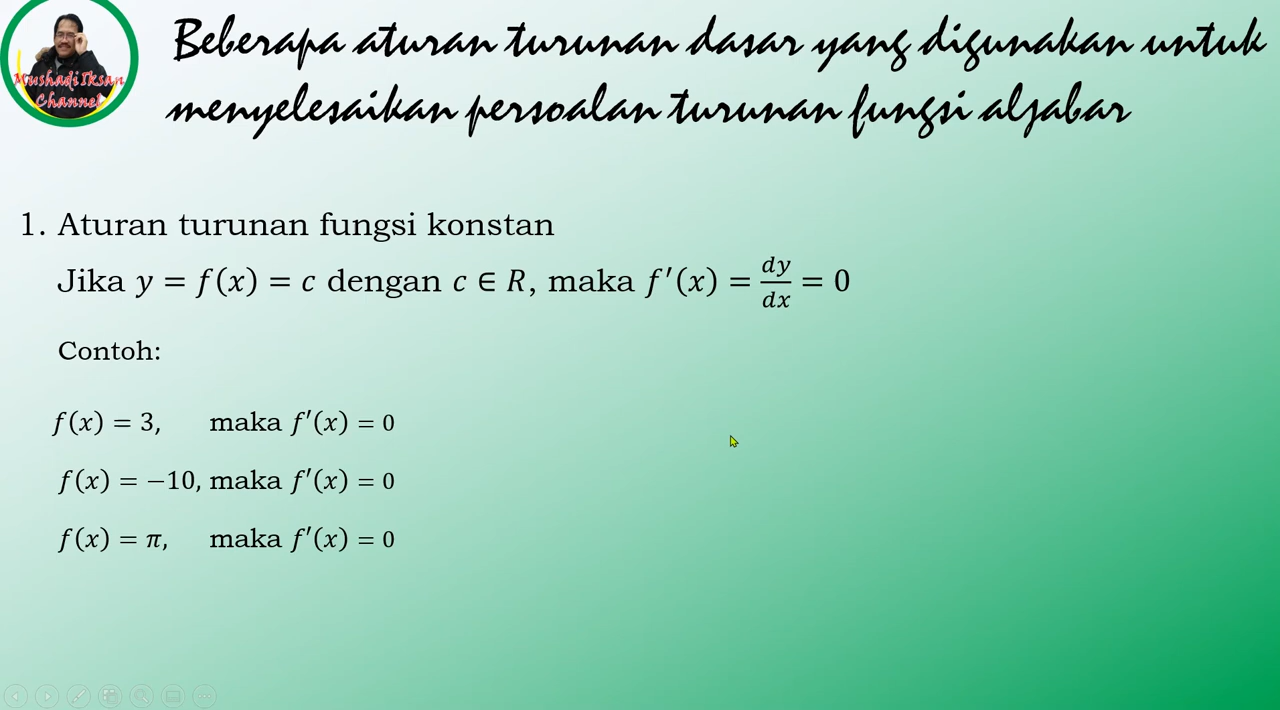 Mushadi Iksan
Channel
Beberapa aturan turunan dasar yang digunakan untuk
menyelesaikan persoalan turunan fungsi aljabar
1. Aturan turunan fungsi konstan
Jika y = f(x) = c dengan c ∈ R, maka f′(x) = dy/dx = 0
Contoh:
f(x) = 3, maka f′(x) = 0
f(x) = −10, maka f′(x) = 0
f(x) = π, maka f′(x) = 0